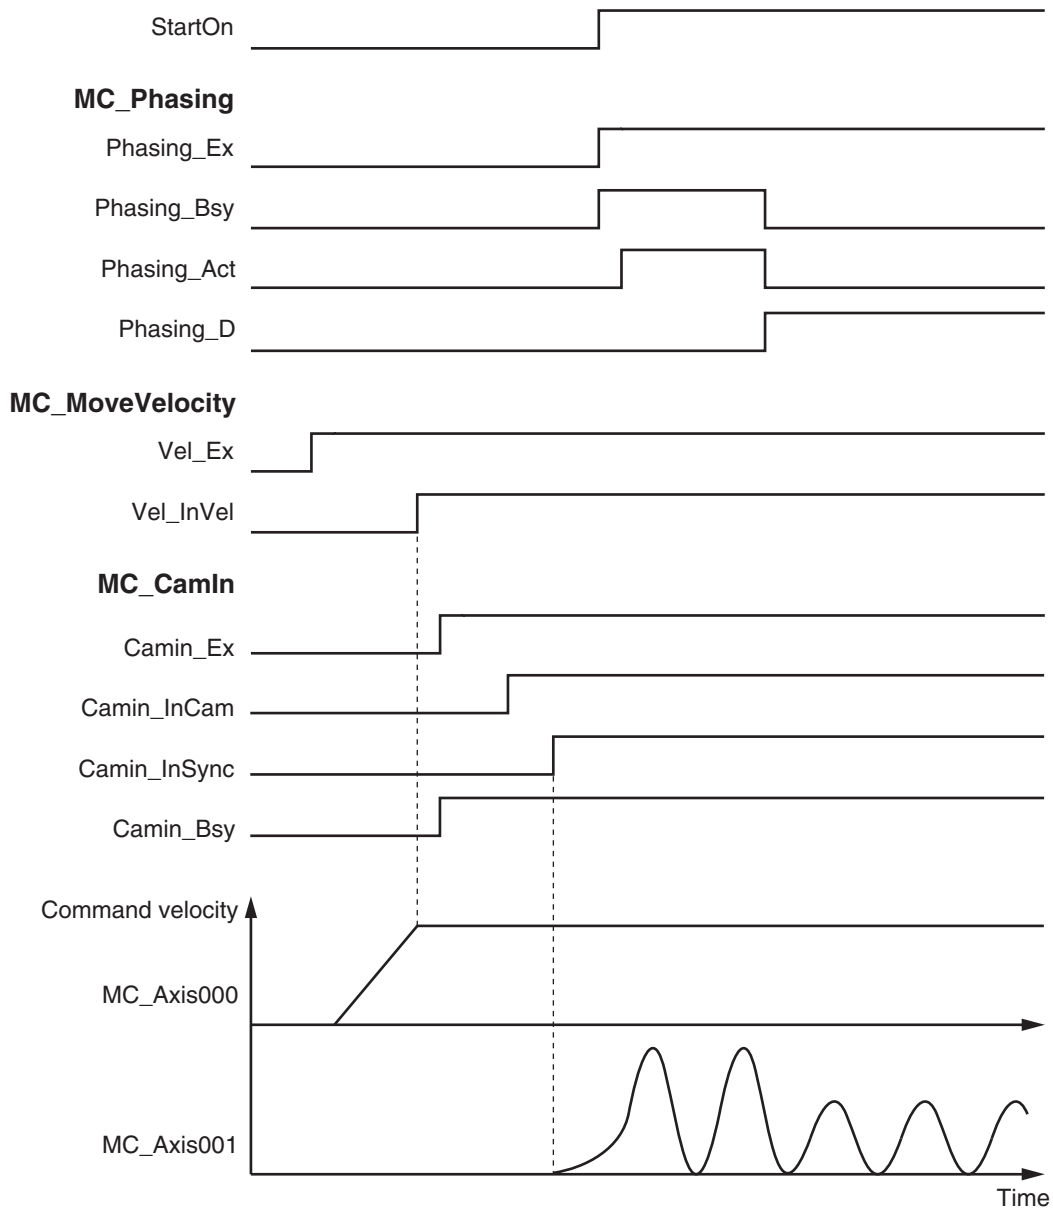 StartOn
MC_Phasing
Phasing_Ex
Phasing_Bsy
Phasing_Act
Phasing_D
MC_MoveVelocity
Vel_Ex
Vel_InVel
MC_CamIn
Camin_Ex
Camin_InCam
Camin_InSync
Camin_Bsy
Command velocity
MC_Axis000
MC_Axis001
Time